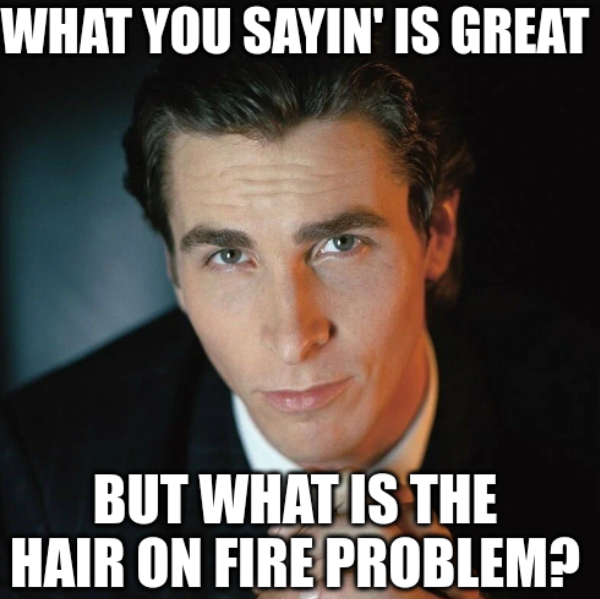 WHAT YOU SAYIN' IS GREAT
BUT WHAT IS THE
HAIR ON FIRE PROBLEM?